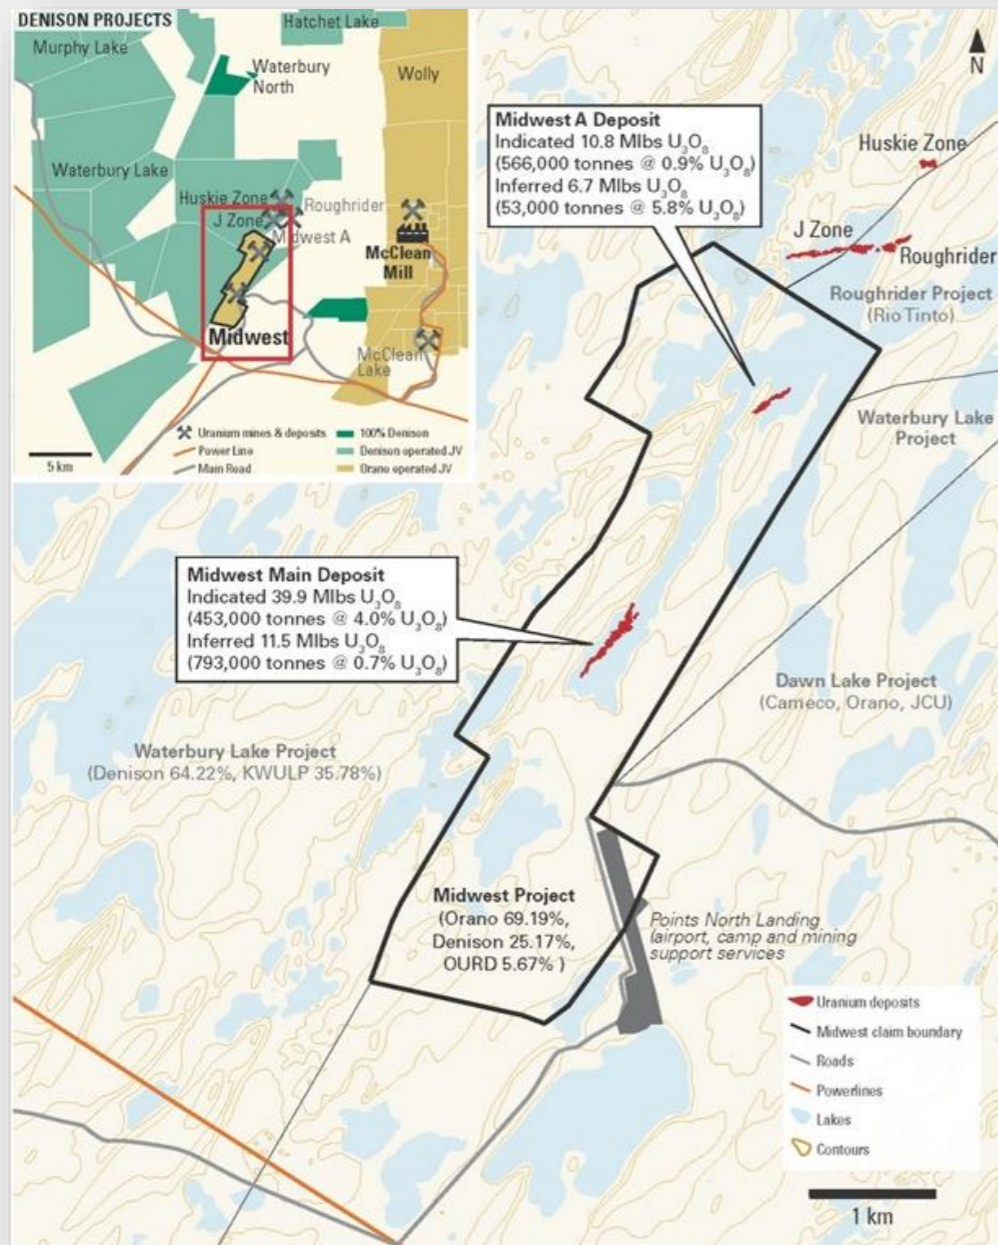 DENISON PROJECTS
Hatchet Lake
Murphy Lake
Waterbury
North
Wolly
Waterbury Lake
Huskie Zone
Roughrider
J Zone
Midwest A
McClean
Mill
Midwest
McClean
Lake
Uranium mines & deposits
Power Line
Main Road
100% Denison
Denison operated JV
Orano operated JV
5 km
N
Midwest A Deposit
Indicated 10.8 Mlbs U₃O₈
(566,000 tonnes @ 0.9% U₃O₈)
Inferred 6.7 Mlbs U₃O₈
(53,000 tonnes @ 5.8% U₃O₈)
Huskie Zone
J Zone
Roughrider
Roughrider Project
(Rio Tinto)
Waterbury Lake
Project
Midwest Main Deposit
Indicated 39.9 Mlbs U₃O₈
(453,000 tonnes @ 4.0% U₃O₈)
Inferred 11.5 Mlbs U₃O₈
(793,000 tonnes @ 0.7% U₃O₈)
Dawn Lake Project
(Cameco, Orano, JCU)
Waterbury Lake Project
(Denison 64.22%, KWULP 35.78%)
Midwest Project
(Orano 69.19%,
Denison 25.17%,
OURD 5.67% )
Points North Landing
(airport, camp and mining
support services
Uranium deposits
Midwest claim boundary
Roads
Powerlines
Lakes
Contours
1 km